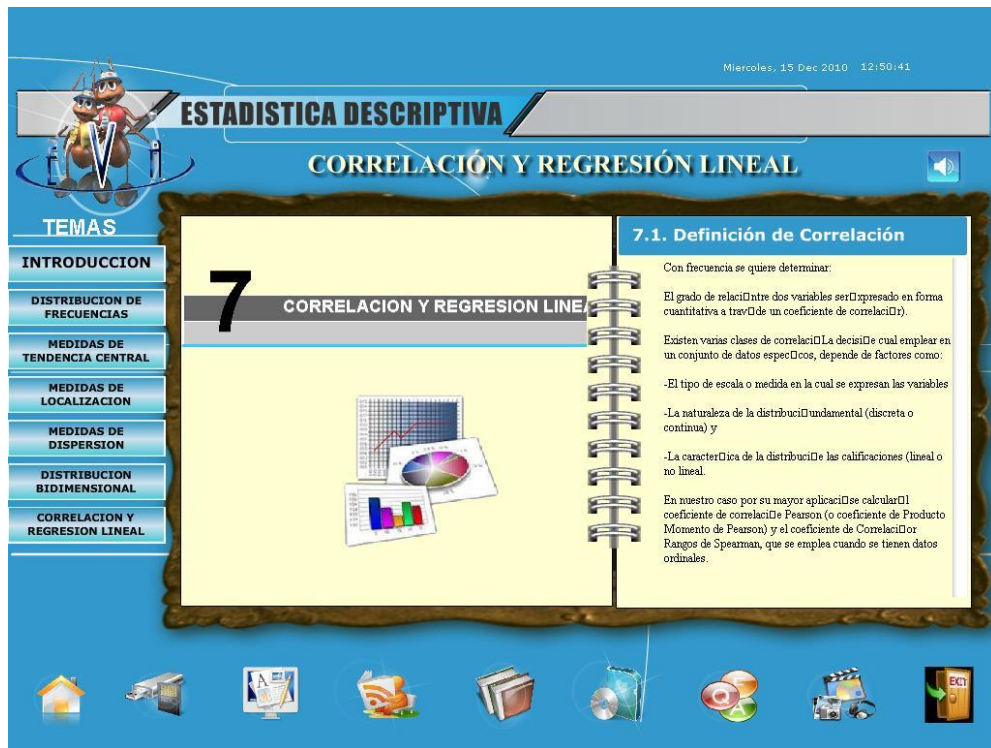 Miercoles, 15 Dec 2010 12:50:41
ESTADISTICA DESCRIPTIVA
EVI
CORRELACIÓN Y REGRESIÓN LINEAL
TEMAS
INTRODUCCION
DISTRIBUCION DE
FRECUENCIAS
MEDIDAS DE
TENDENCIA CENTRAL
MEDIDAS DE
LOCALIZACION
MEDIDAS DE
DISPERSION
DISTRIBUCION
BIDIMENSIONAL
CORRELACION Y
REGRESION LINEAL
7
CORRELACION Y REGRESION LINEA
7.1. Definición de Correlación
Con frecuencia se quiere determinar:
El grado de relaci□ntre dos variables ser□xpresado en forma
cuantitativa a trav□de un coeficiente de correlaci□r).
Existen varias clases de correlaci□La decisi□e cual emplear en
un conjunto de datos espec□cos, depende de factores como:
-El tipo de escala o medida en la cual se expresan las variables
-La naturaleza de la distribuci□undamental (discreta o
continua) y
-La caracter□ica de la distribuci□e las calificaciones (lineal o
no lineal.
En nuestro caso por su mayor aplicaci□se calcular□l
coeficiente de correlaci□e Pearson (o coeficiente de Producto
Momento de Pearson) y el coeficiente de Correlaci□or
Rangos de Spearman, que se emplea cuando se tienen datos
ordinales.
A
Q
F
A
EXIT